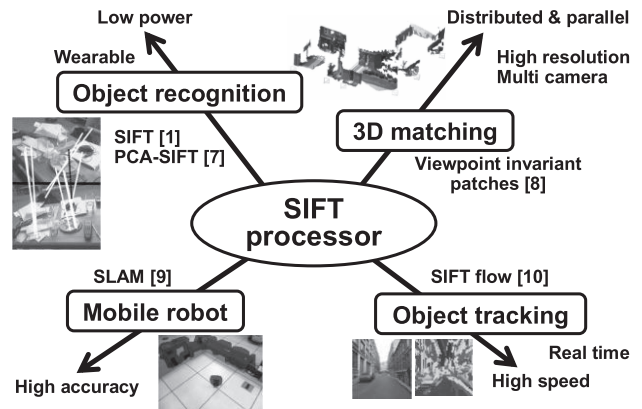 Low power
Distributed & parallel
Wearable
High resolution
Multi camera
Object recognition
3D matching
SIFT [1]
PCA-SIFT [7]
Viewpoint invariant
patches [8]
SIFT
processor
SLAM [9]
SIFT flow [10]
Mobile robot
Object tracking
Real time
High accuracy
High speed